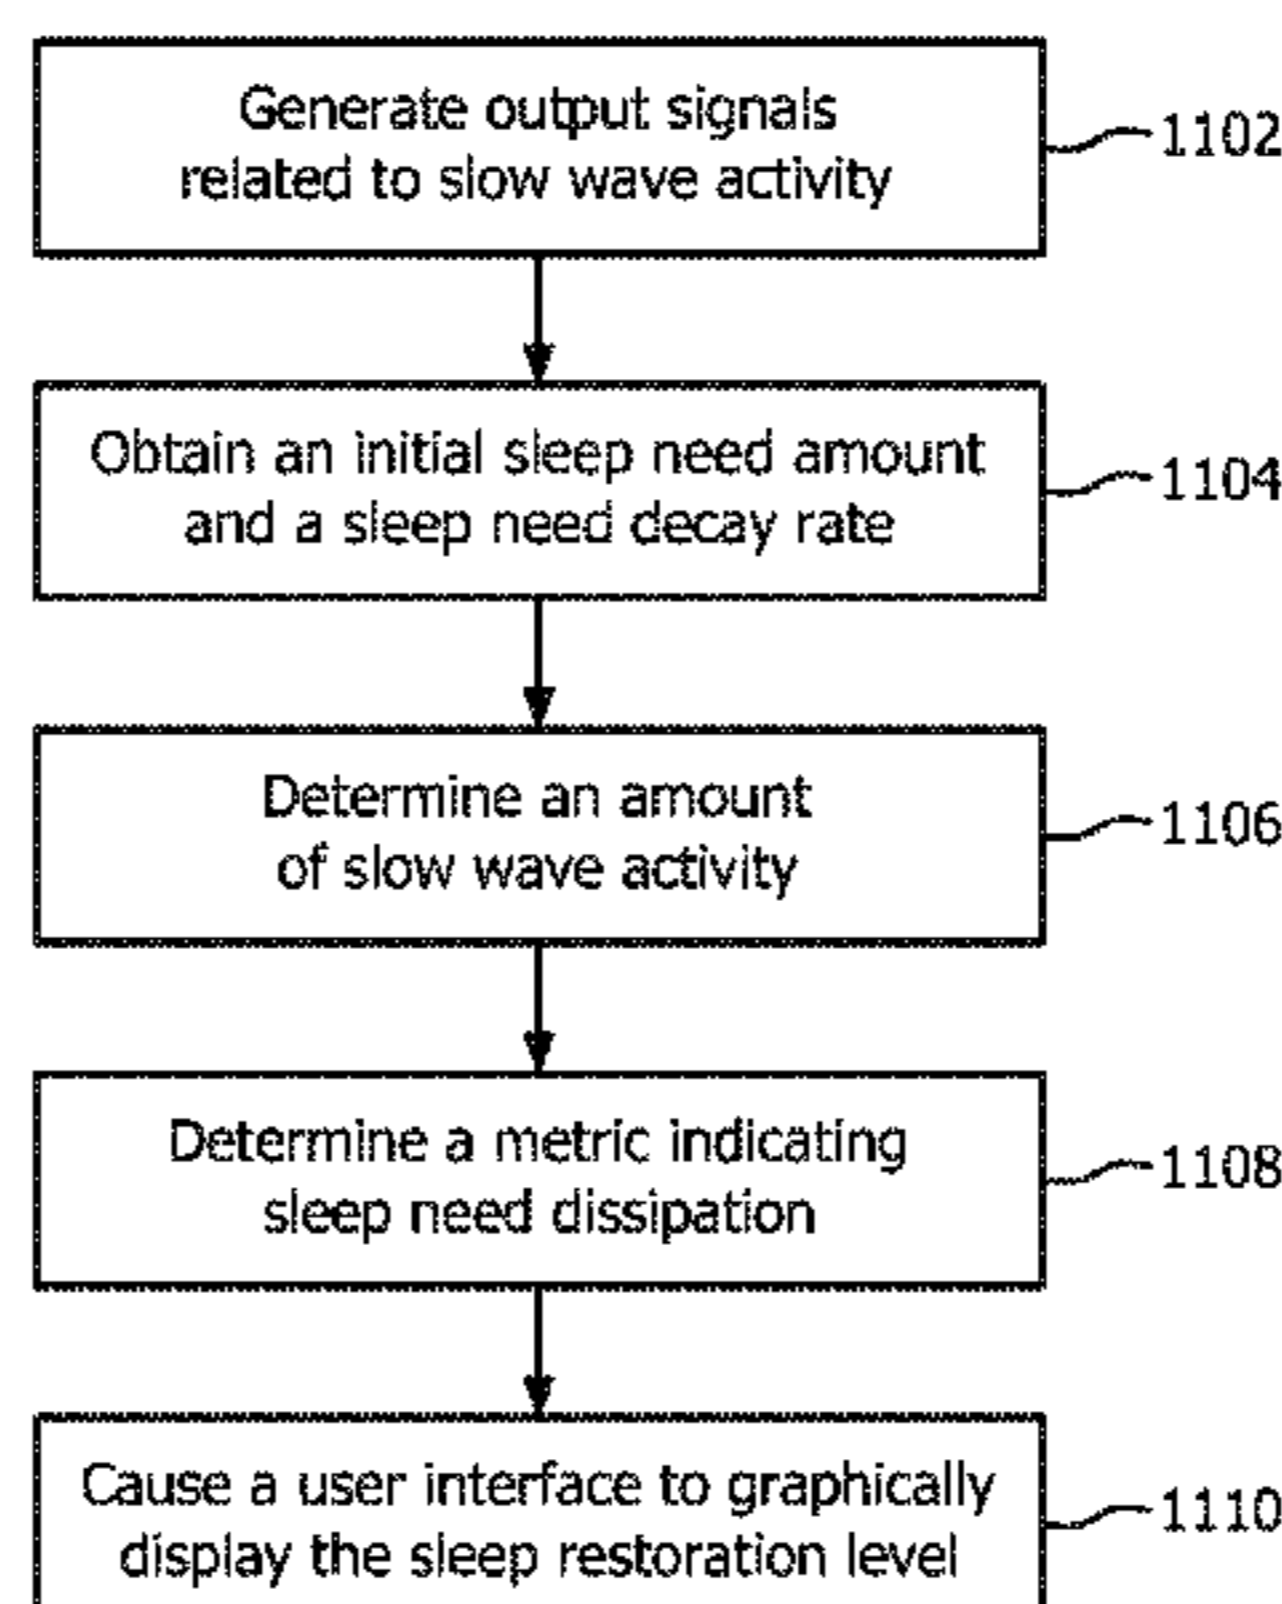 Generate output signals
related to slow wave activity
1102
Obtain an initial sleep need amount
and a sleep need decay rate
1104
Determine an amount
of slow wave activity
1106
Determine a metric indicating
sleep need dissipation
1108
Cause a user interface to graphically
display the sleep restoration level
1110